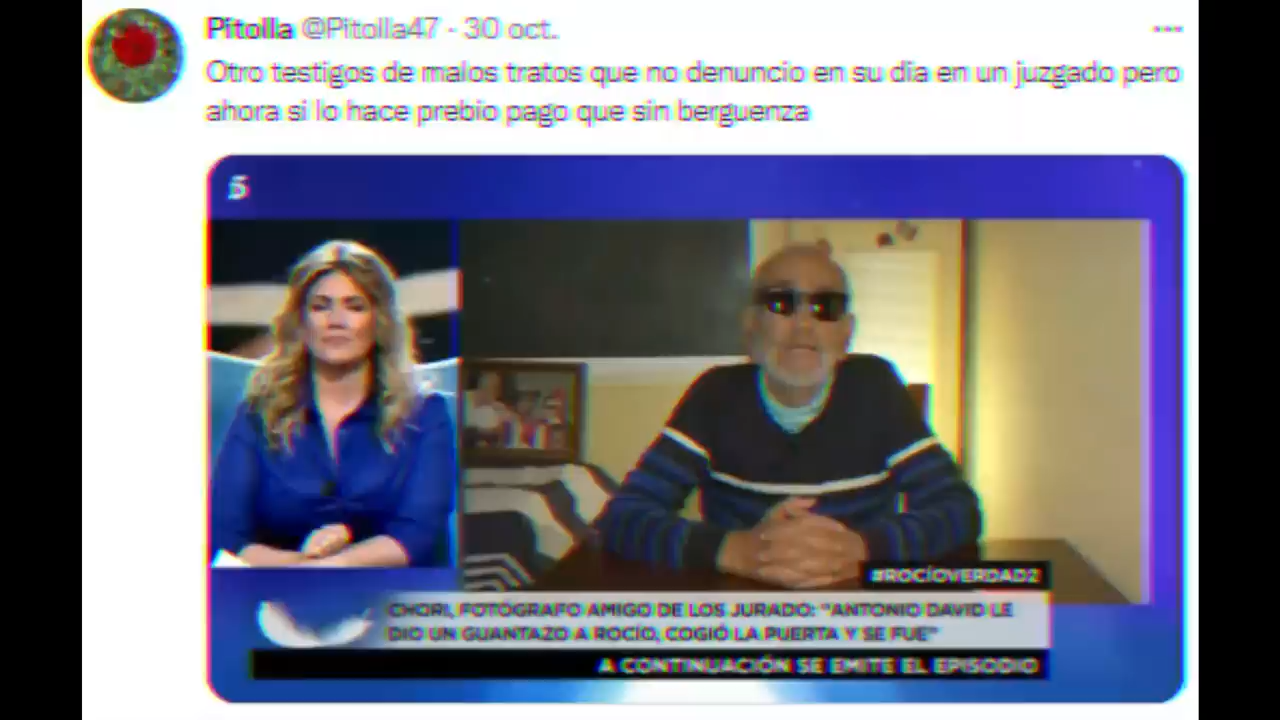 Pitolla @Pitolla47 · 30 oct.
Otro testigos de malos tratos que no denuncio en su dia en un juzgado pero
ahora si lo hace prebio pago que sin berguenza
5
#ROCÍOVERDAD2
CHORI, FOTÓGRAFO AMIGO DE LOS JURADO: "ANTONIO DAVID LE
DIO UN GUANTAZO A ROCÍO, COGIÓ LA PUERTA Y SE FUE"
A CONTINUACIÓN SE EMITE EL EPISODIO